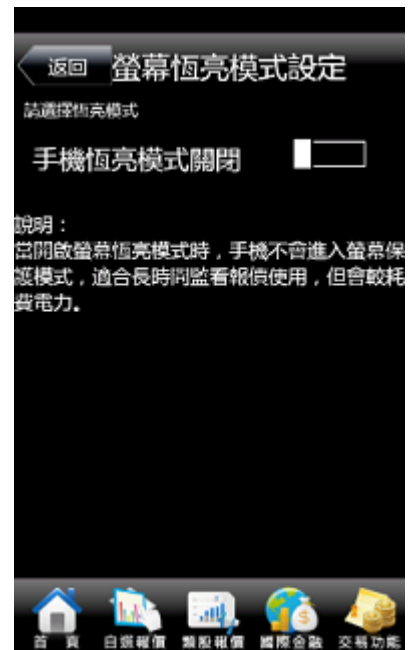 返回
螢幕恆亮模式設定
請選擇恆亮模式
手機恆亮模式關閉
說明：
當開啟螢幕恆亮模式時，手機不會進入螢幕保
護模式，適合長時間監看報價使用，但會較耗
費電力。
首 頁
自選報價
類股報價
國際金融
交易功能